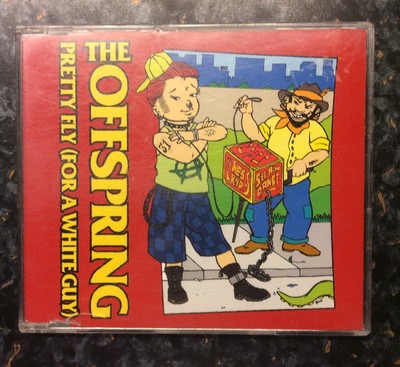 THE OFFSPRING
PRETTY FLY (FOR A WHITE GUY)